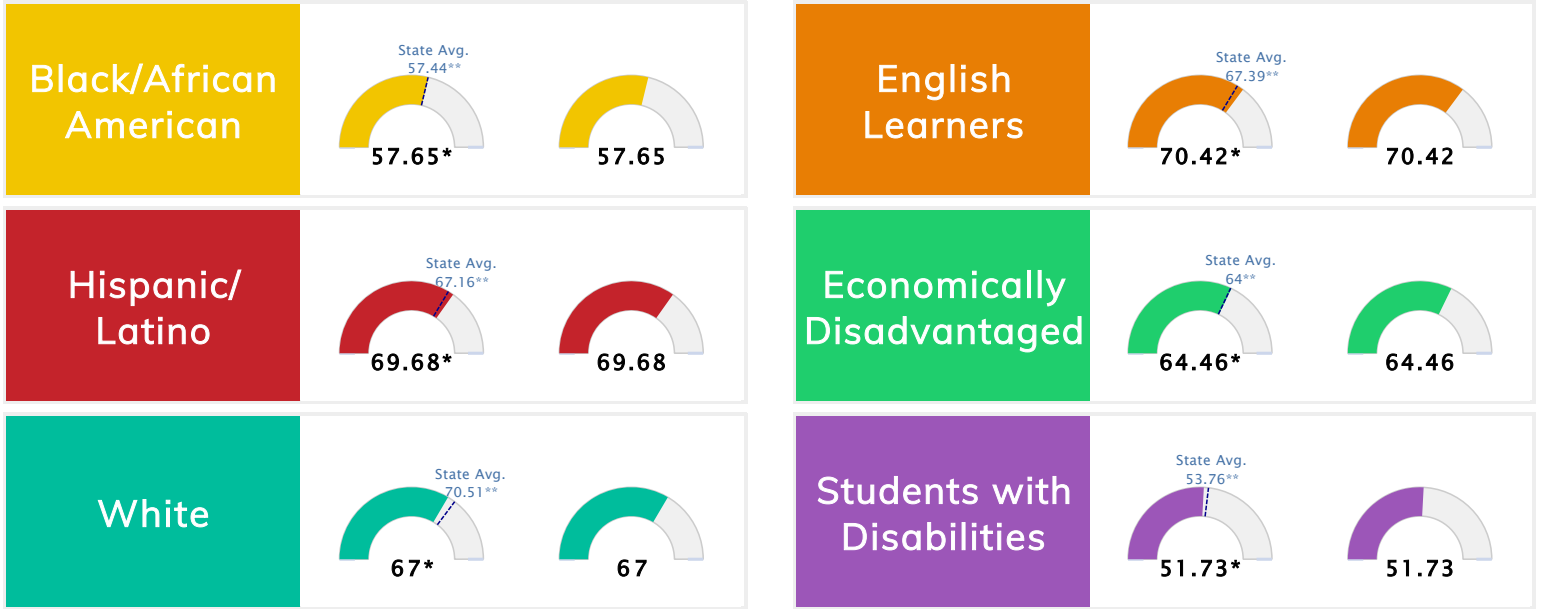 Black/African
American
State Avg.
57.44**
57.65*
57.65
English
Learners
State Avg.
67.39**
70.42*
70.42
Hispanic/
Latino
State Avg.
67.16**
69.68*
69.68
Economically
Disadvantaged
State Avg.
64**
64.46*
64.46
White
State Avg.
70.51**
67*
67
Students with
Disabilities
State Avg.
53.76**
51.73*
51.73